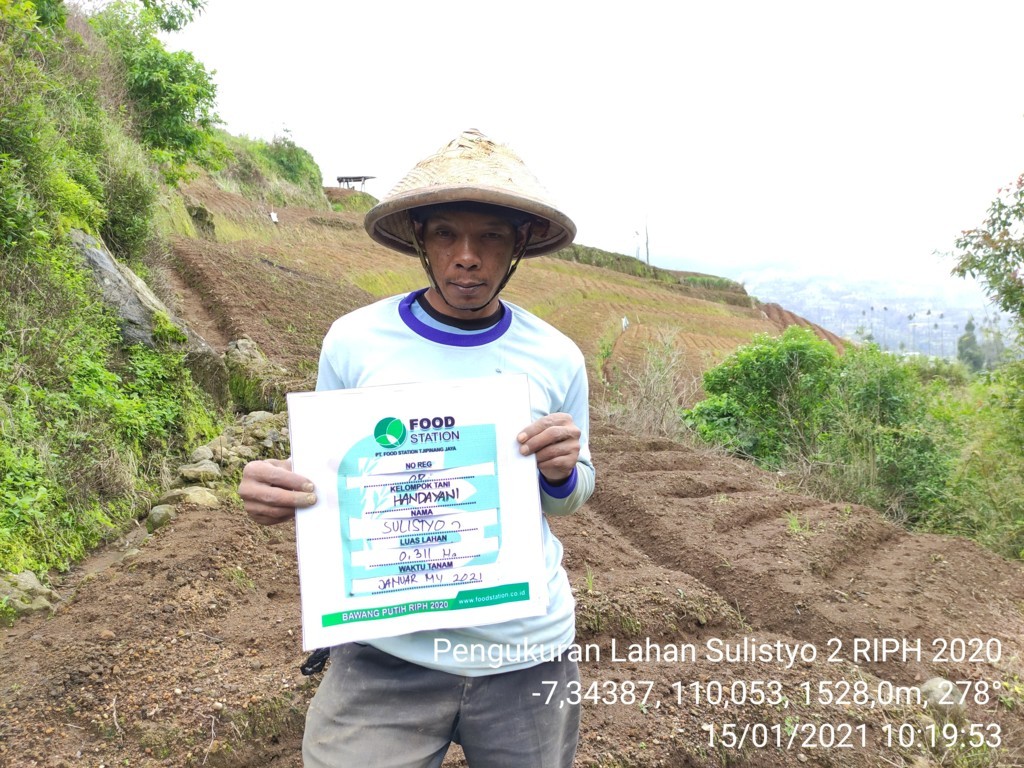 FOOD
STATION
PT. FOOD STATION TJIPINANG JAYA
NO REG
KELOMPOK TANI
HANDAYANI
NAMA
SULISTYO 2
LUAS LAHAN
0,311 Ha
WAKTU TANAM
JANUARI MV 2021
BAWANG PUTIH RIPH 2020
www.foodstation.co.id
Pengukuran Lahan Sulistyo 2 RIPH 2020
-7,34387, 110,053, 1528,0m, 278°
15/01/2021 10:19:53